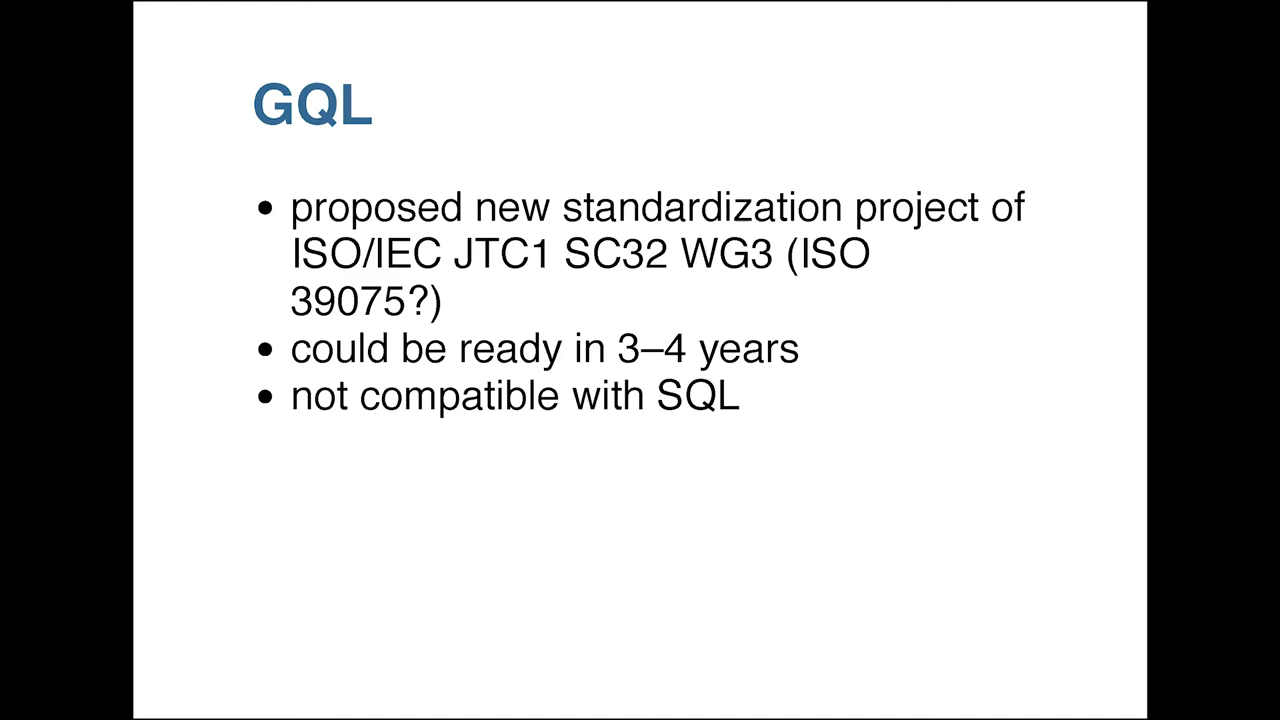 GQL
• proposed new standardization project of
ISO/IEC JTC1 SC32 WG3 (ISO
39075?)
• could be ready in 3–4 years
• not compatible with SQL